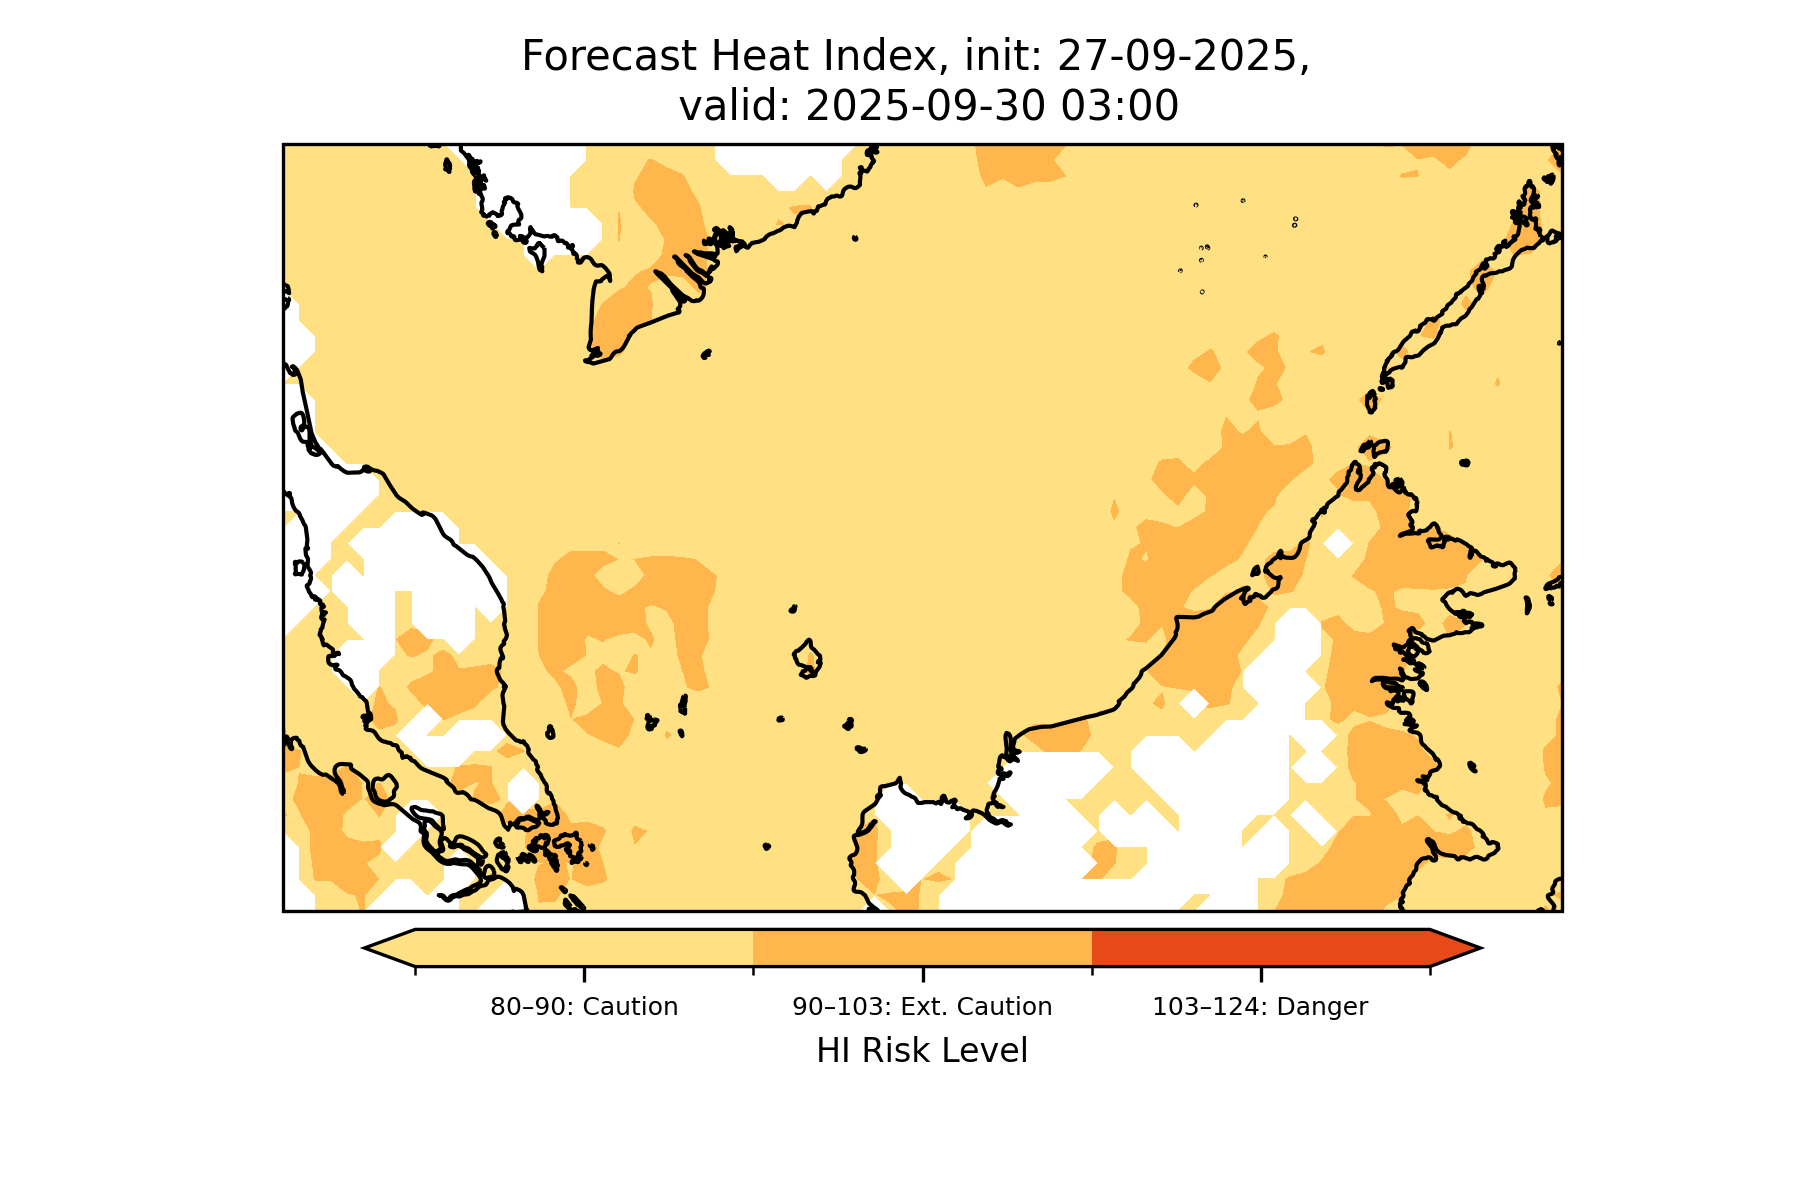 Forecast Heat Index, init: 27-09-2025,
valid: 2025-09-30 03:00
80–90: Caution
90–103: Ext. Caution
103–124: Danger
HI Risk Level